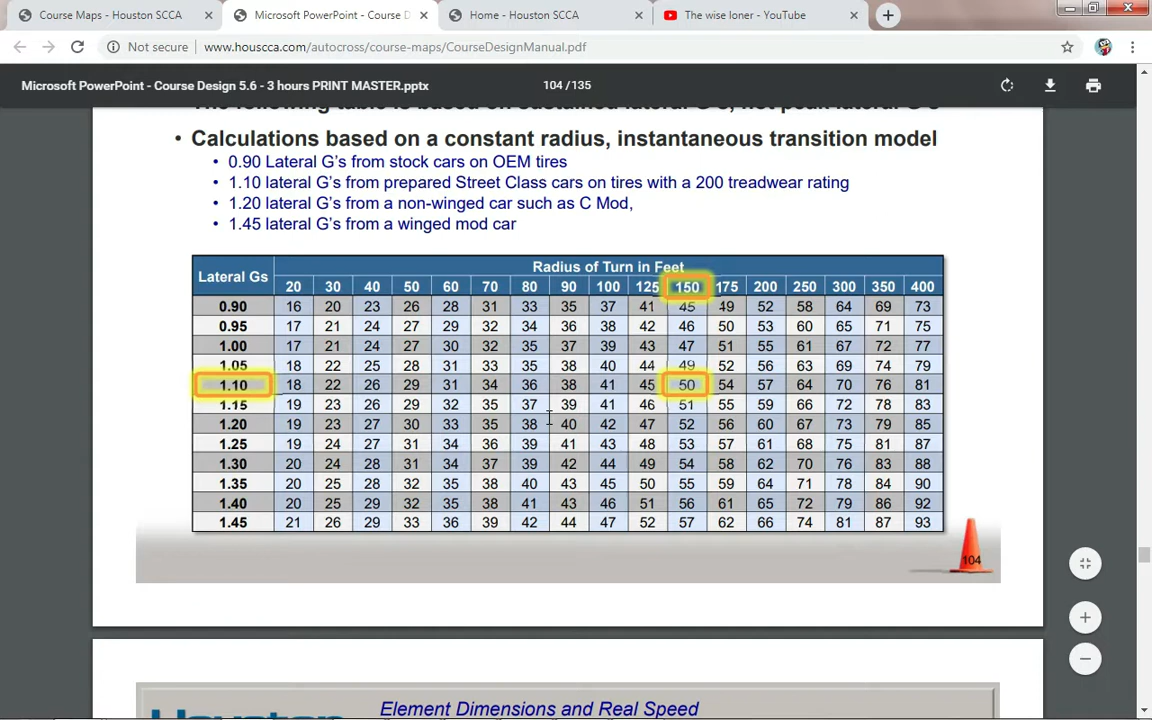 Course Maps - Houston SCCA
Microsoft PowerPoint - Course D
Home - Houston SCCA
The wise loner - YouTube
Not secure www.houscca.com/autocross/course-maps/CourseDesignManual.pdf
Microsoft PowerPoint - Course Design 5.6 - 3 hours PRINT MASTER.pptx 104 / 135
The following table is based on sustained lateral G's, not peak lateral G's
• Calculations based on a constant radius, instantaneous transition model
• 0.90 Lateral G's from stock cars on OEM tires
• 1.10 lateral G's from prepared Street Class cars on tires with a 200 treadwear rating
• 1.20 lateral G's from a non-winged car such as C Mod,
• 1.45 lateral G's from a winged mod car
Lateral Gs Radius of Turn in Feet
20 30 40 50 60 70 80 90 100 125 150 175 200 250 300 350 400
0.90 16 20 23 26 28 31 33 35 37 41 45 49 52 58 64 69 73
0.95 17 21 24 27 29 32 34 36 38 42 46 50 53 60 65 71 75
1.00 17 21 24 27 30 32 35 37 39 43 47 51 55 61 67 72 77
1.05 18 22 25 28 31 33 35 38 40 44 49 52 56 63 69 74 79
1.10 18 22 26 29 31 34 36 38 41 45 50 54 57 64 70 76 81
1.15 19 23 26 29 32 35 37 39 41 46 51 55 59 66 72 78 83
1.20 19 23 27 30 33 35 38 40 42 47 52 56 60 67 73 79 85
1.25 19 24 27 31 34 36 39 41 43 48 53 57 61 68 75 81 87
1.30 20 24 28 31 34 37 39 42 44 49 54 58 62 70 76 83 88
1.35 20 25 28 32 35 38 40 43 45 50 55 59 64 71 78 84 90
1.40 20 25 29 32 35 38 41 43 46 51 56 61 65 72 79 86 92
1.45 21 26 29 33 36 39 42 44 47 52 57 62 66 74 81 87 93
104
Element Dimensions and Real Speed
Houston